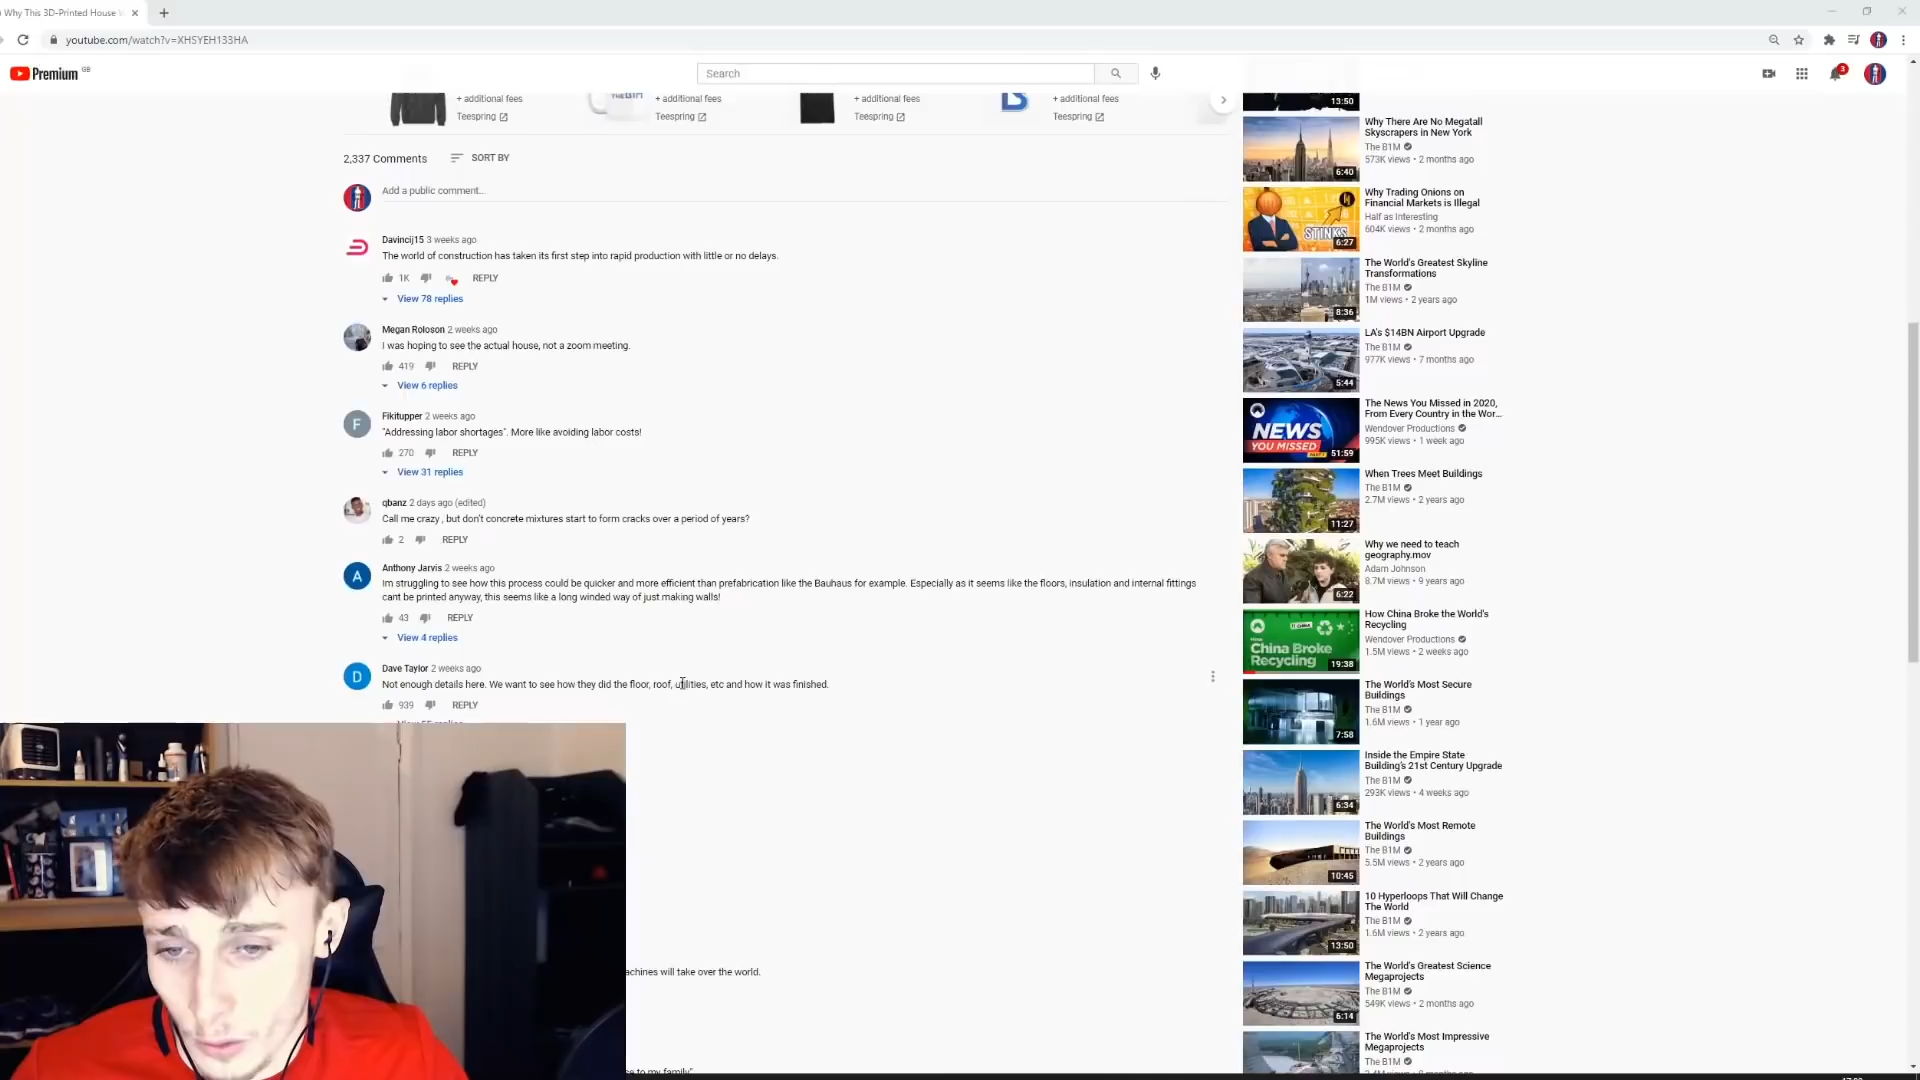 Why This 3D-Printed House
youtube.com/watch?v=XHSYEH133HA
Premium GB
Search
3
+ additional fees
Teespring
+ additional fees
Teespring
+ additional fees
Teespring
+ additional fees
Teespring
2,337 Comments
SORT BY
Add a public comment...
Davincij15 3 weeks ago
The world of construction has taken its first step into rapid production with little or no delays.
1K REPLY
View 78 replies
Megan Roloson 2 weeks ago
I was hoping to see the actual house, not a zoom meeting.
419 REPLY
View 6 replies
F
Fikitupper 2 weeks ago
"Addressing labor shortages". More like avoiding labor costs!
270 REPLY
View 31 replies
qbanz 2 days ago (edited)
Call me crazy , but don't concrete mixtures start to form cracks over a period of years?
2 REPLY
A
Anthony Jarvis 2 weeks ago
Im struggling to see how this process could be quicker and more efficient than prefabrication like the Bauhaus for example. Especially as it seems like the floors, insulation and internal fittings
cant be printed anyway, this seems like a long winded way of just making walls!
43 REPLY
View 4 replies
D
Dave Taylor 2 weeks ago
Not enough details here. We want to see how they did the floor, roof, utilities, etc and how it was finished.
939 REPLY
achines will take over the world.
e to my family"
13:50
Why There Are No Megatall
Skyscrapers in New York
The B1M
573K views • 2 months ago
6:40
Why Trading Onions on
Financial Markets is Illegal
Half as Interesting
604K views • 2 months ago
STINKS
6:27
The World's Greatest Skyline
Transformations
The B1M
1M views • 2 years ago
8:36
LA's $14BN Airport Upgrade
The B1M
977K views • 7 months ago
5:44
The News You Missed in 2020,
From Every Country in the Wor...
Wendover Productions
995K views • 1 week ago
NEWS
YOU MISSED
51:59
When Trees Meet Buildings
The B1M
2.7M views • 2 years ago
11:27
Why we need to teach
geography.mov
Adam Johnson
8.7M views • 9 years ago
6:22
How China Broke the World's
Recycling
Wendover Productions
1.5M views • 2 weeks ago
China Broke
Recycling
19:38
The World's Most Secure
Buildings
The B1M
1.6M views • 1 year ago
7:58
Inside the Empire State
Building's 21st Century Upgrade
The B1M
293K views • 4 weeks ago
6:34
The World's Most Remote
Buildings
The B1M
5.5M views • 2 years ago
10:45
10 Hyperloops That Will Change
The World
The B1M
1.6M views • 2 years ago
13:50
The World's Greatest Science
Megaprojects
The B1M
549K views • 2 months ago
6:14
The World's Most Impressive
Megaprojects
The B1M